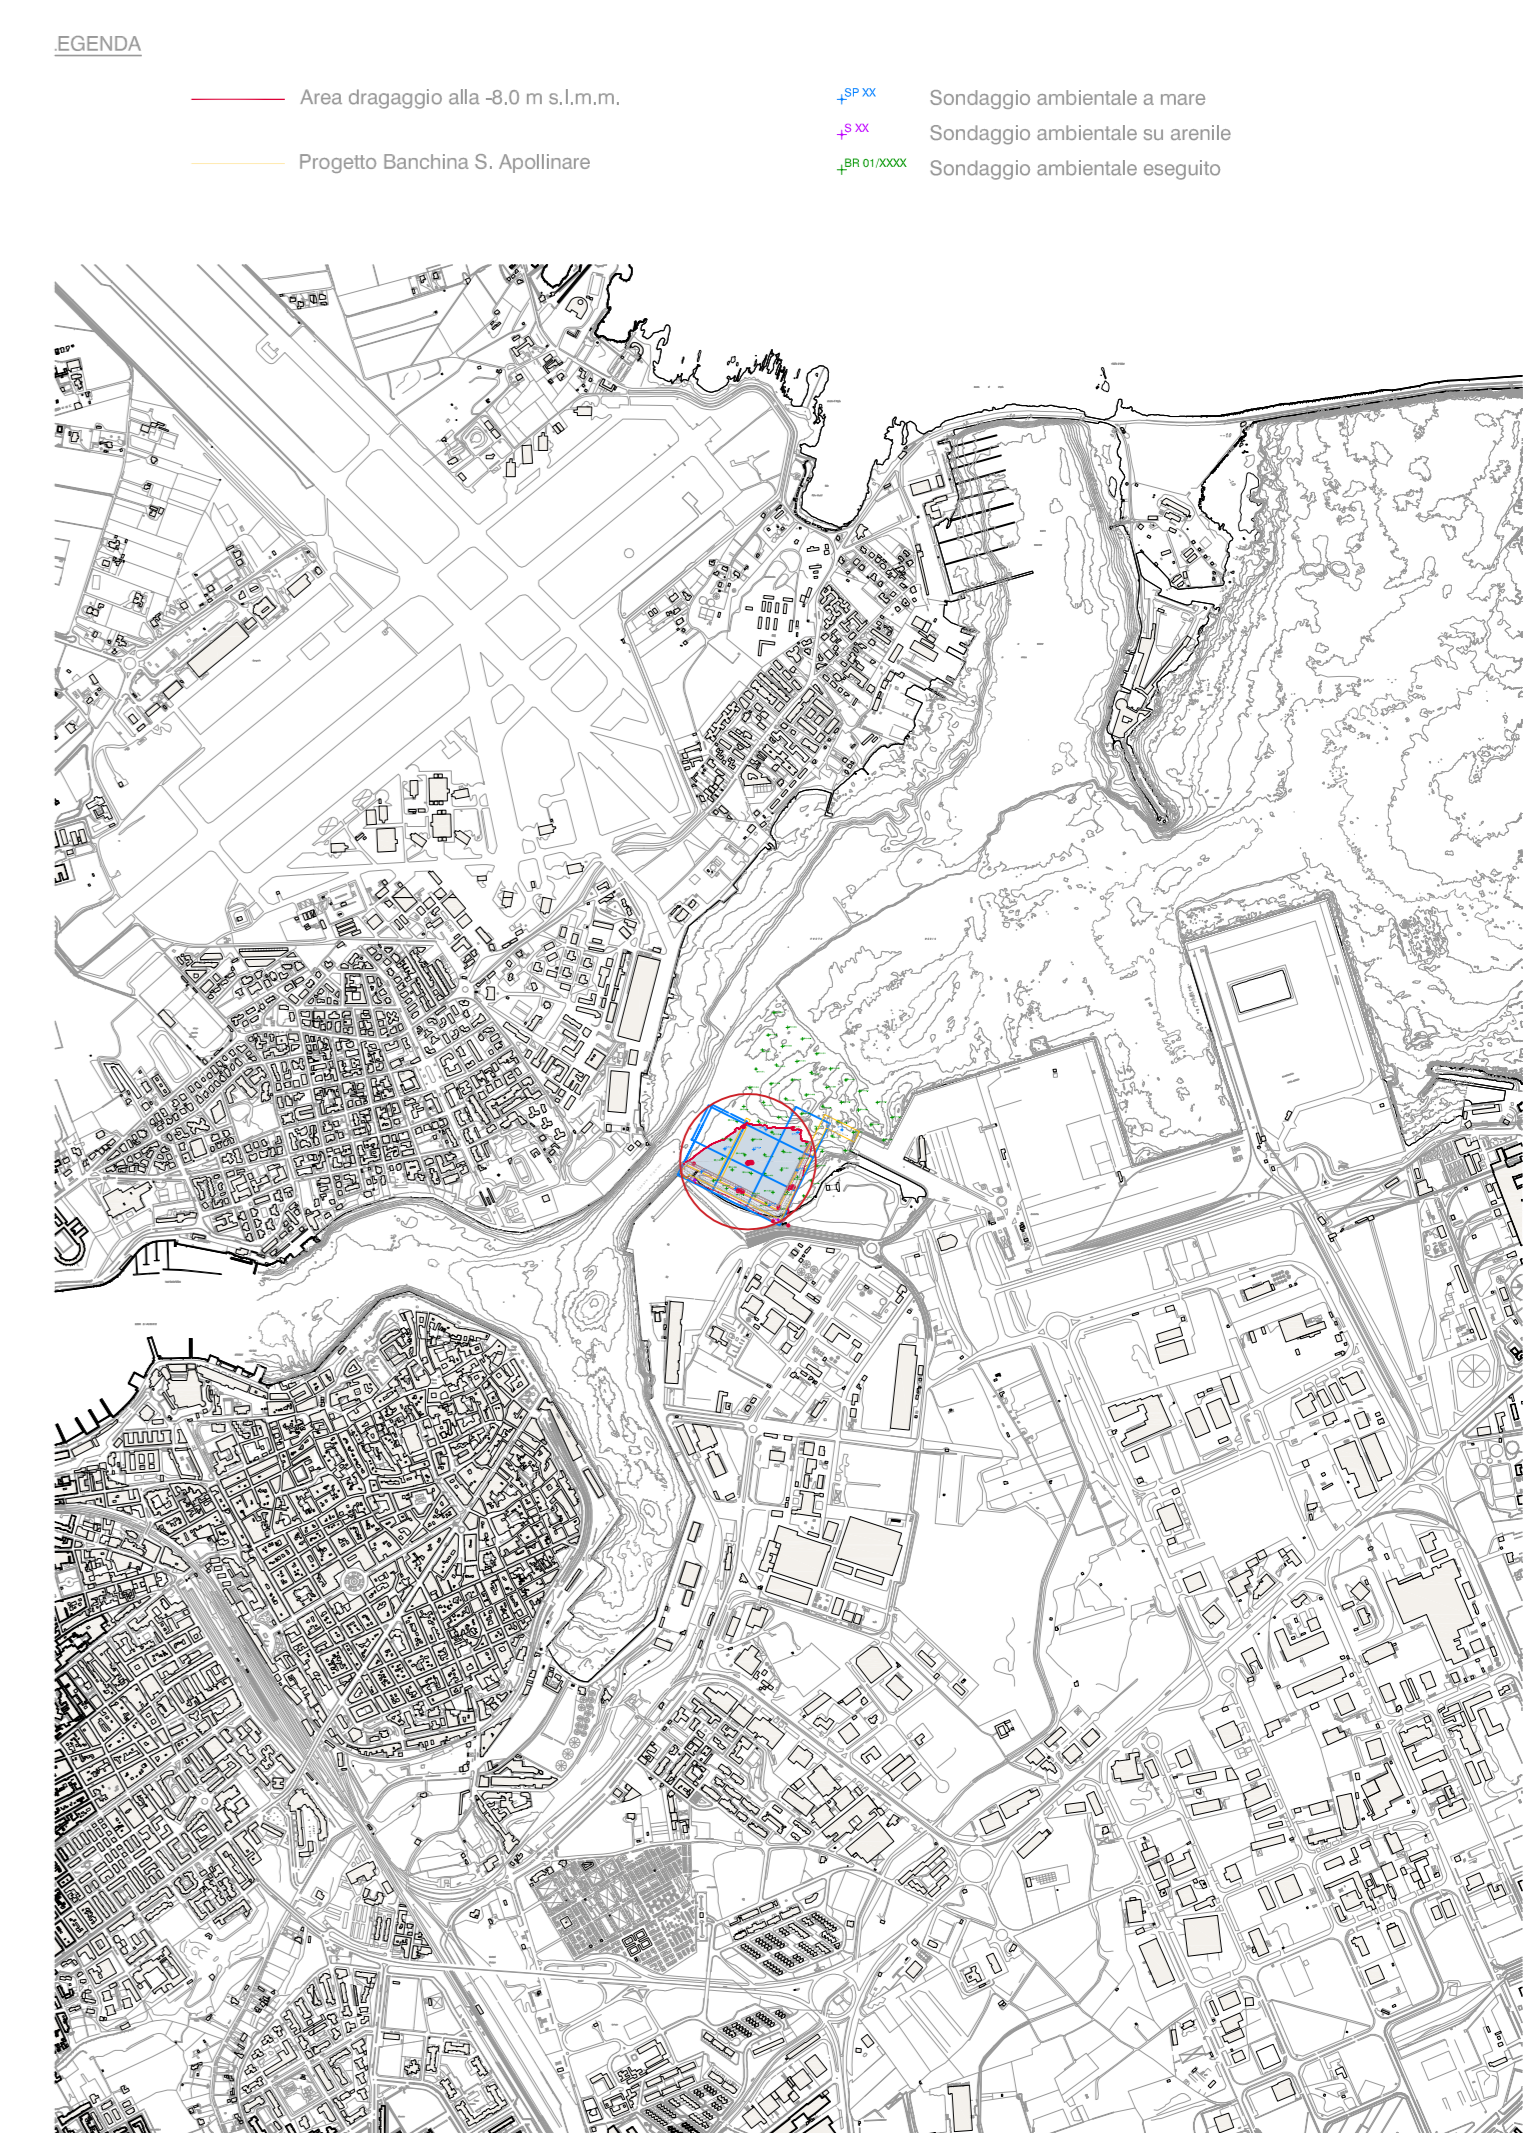 .EGENDA
Area dragaggio alla -8.0 m s.l.m.m.
Progetto Banchina S. Apollinare
SP XX Sondaggio ambientale a mare
S XX Sondaggio ambientale su arenile
BR 01/XXXX Sondaggio ambientale eseguito